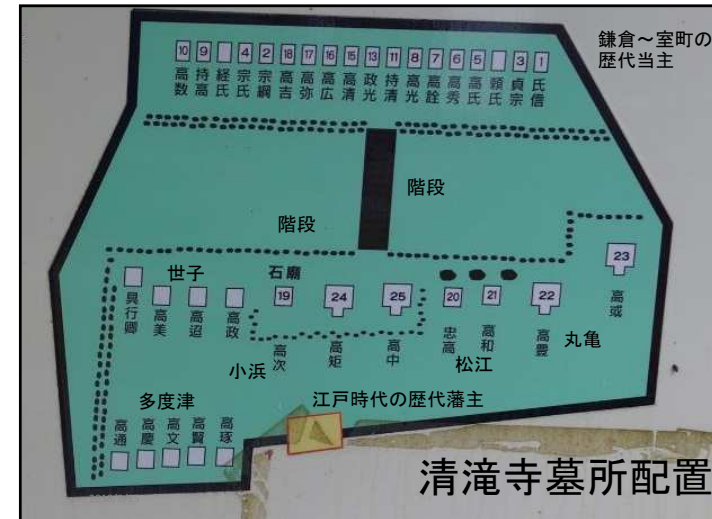 鎌倉～室町の
歴代当主
10 9 4 2 18 17 16 15 13 11 8 7 6 5 3 1
高数
持高
経氏
宗氏
宗綱
高吉
高弥
高広
高清
政光
持清
高光
高詮
高秀
高氏
頼氏
貞宗
氏信
階段
階段
世子
石廟
具行卿
高美
高迢
高政
19
高次
24
高矩
25
高中
20
忠高
21
高和
22
高豊
23
高或
小浜
松江
丸亀
多度津
江戸時代の歴代藩主
高通
高慶
高文
高賢
高琢
清滝寺墓所配置